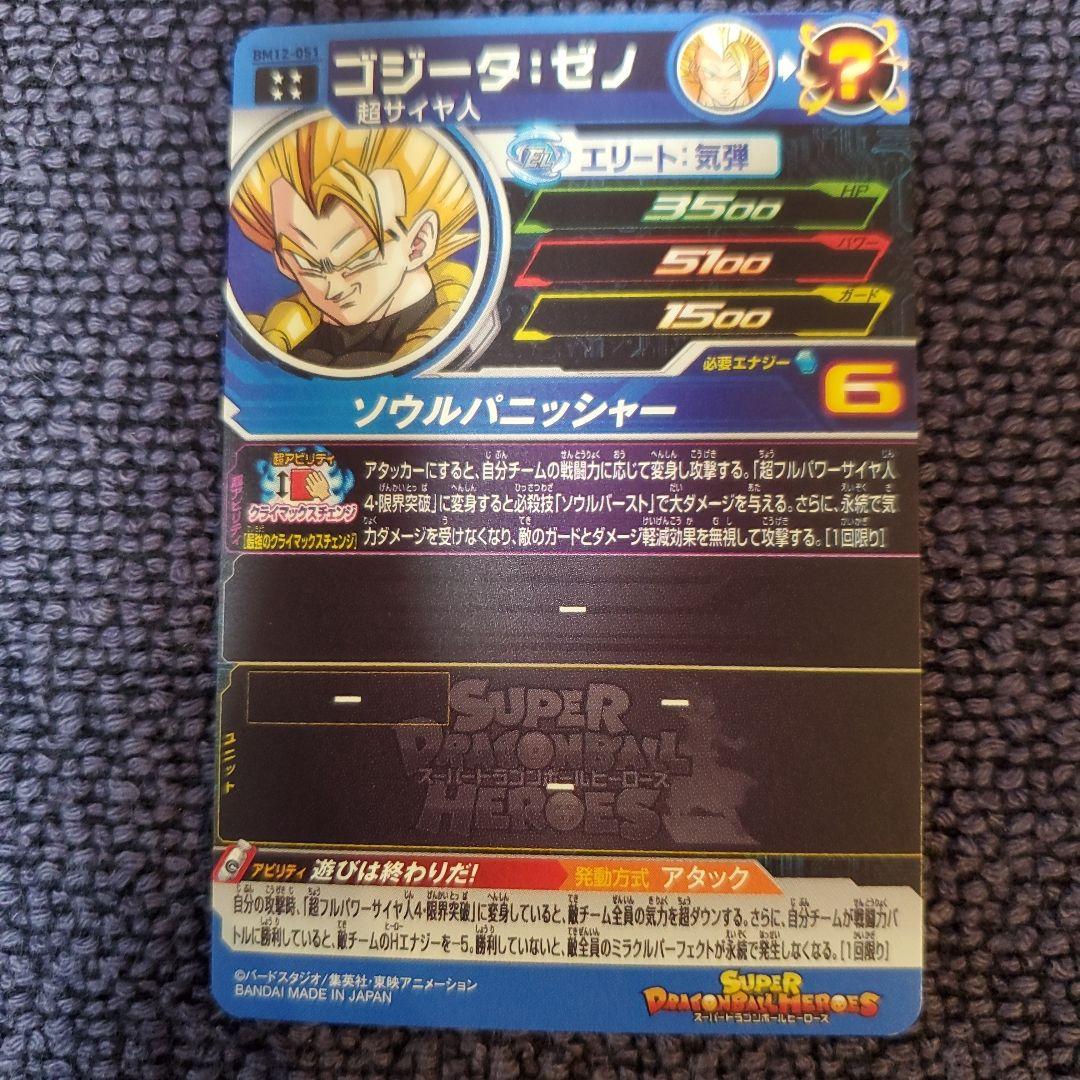 BM12-051
ゴジータ:ゼノ
超サイヤ人
EL エリート:気弾
HP
3500
パワー
5100
ガード
1500
必要エナジー 6
ソウルパニッシャー
超アビリティ
超アビリティ
クライマックスチェンジ
[最強のクライマックスチェンジ]
アタッカーにすると、自分チームの戦闘力に応じて変身し攻撃する。「超フルパワーサイヤ人
4・限界突破」に変身すると必殺技「ソウルバースト」で大ダメージを与える。さらに、永続で気
力ダメージを受けなくなり、敵のガードとダメージ軽減効果を無視して攻撃する。[1回限り]
ー
ユニット
ー
ー
ー
SUPER
DRAGONBALL
スーパードラゴンボールヒーローズ
HEROES
アビリティ 遊びは終わりだ! 発動方式 アタック
自分の攻撃時、「超フルパワーサイヤ人4・限界突破」に変身していると、敵チーム全員の気力を超ダウンする。さらに、自分チームが戦闘力バ
トルに勝利していると、敵チームのHエナジーを-5。勝利していないと、敵全員のミラクルパーフェクトが永続で発生しなくなる。[1回限り]
©バードスタジオ/集英社・東映アニメーション
BANDAI MADE IN JAPAN
SUPER
DRAGONBALL HEROES
スーパードラゴンボールヒーローズ